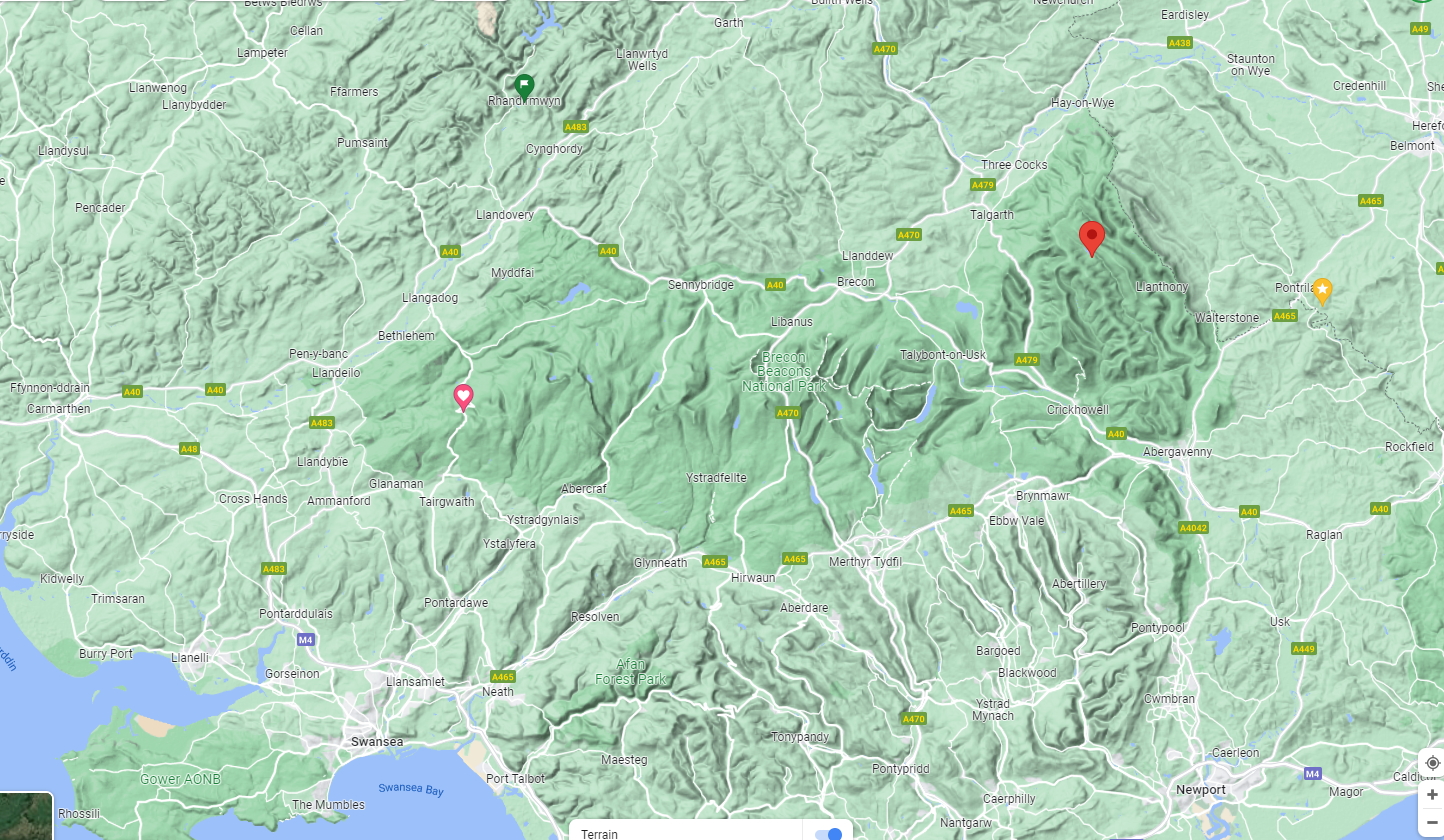 Betws Bledrws
Builth Wells
Newchurch
Cellan
Garth
Eardisley
A49
A438
Lampeter
Llanwrtyd
Wells
A470
Staunton
on Wye
Llanwenog
Ffarmers
Credenhill
She
Llanybydder
Rhandirmwyn
Hay-on-Wye
A483
Herefo
Pumsaint
Cynghordy
Belmont
Llandysul
Three Cocks
A479
A465
Pencader
Llandovery
Talgarth
A470
A40
A40
Llanddew
Myddfai
Sennybridge
A40
Brecon
Llanthony
Pontrila
Llangadog
Walterstone
A465
Libanus
Bethlehem
Pen-y-banc
Talybont-on-Usk
A479
Brecon
Beacons
National Park
Llandeilo
Ffynnon-ddrain
A40
A40
Carmarthen
A470
Crickhowell
A483
A40
A48
Abergavenny
Rockfield
Llandybïe
Glanaman
Ystradfellte
Abercraf
Cross Hands
Ammanford
Tairgwaith
Brynmawr
A465
Ebbw Vale
A40
A40
Ystradgynlais
A4042
Raglan
rryside
Ystalyfera
Glynneath
A465
A465
Merthyr Tydfil
A483
Kidwelly
Hirwaun
Abertillery
Trimsaran
Pontardawe
Aberdare
Pontarddulais
Resolven
Usk
Pontypool
M4
A449
Burry Port
Llanelli
Bargoed
Afan
Forest Park
Gorseinon
Llansamlet
A465
Blackwood
Neath
Cwmbran
Ystrad
Mynach
A470
Swansea
Tonypandy
Caerleon
Maesteg
Pontypridd
M4
Gower AONB
Port Talbot
Caldic
Swansea Bay
Newport
Magor
Caerphilly
The Mumbles
Rhossili
Nantgarw
Terrain